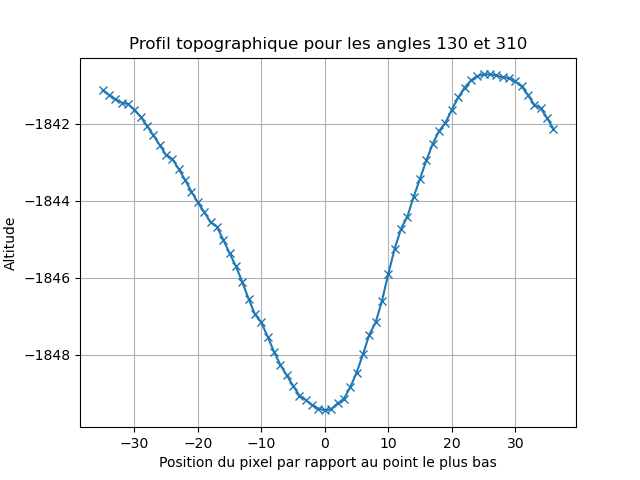 Profil topographique pour les angles 130 et 310
Altitude
−1842
−1844
−1846
−1848
−30 −20 −10 0 10 20 30
Position du pixel par rapport au point le plus bas